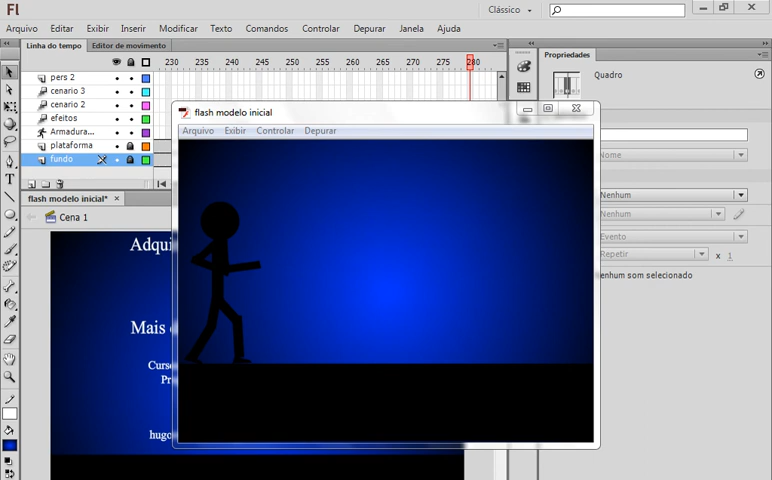 Fl
Clássico
Arquivo Editar Exibir Inserir Modificar Texto Comandos Controlar Depurar Janela Ajuda
Linha do tempo Editor de movimento
Propriedades
230 235 240 245 250 255 260 265 270 275 280
Quadro
pers 2
cenario 3
cenario 2
efeitos
Armadura...
plataforma
fundo
flash modelo inicial
Arquivo Exibir Controlar Depurar
Nome
Nenhum
Nenhum
Evento
Repetir x 1
enhum som selecionado
flash modelo inicial* ×
Cena 1
Adqui
Mais
Curso
Pr
hugo